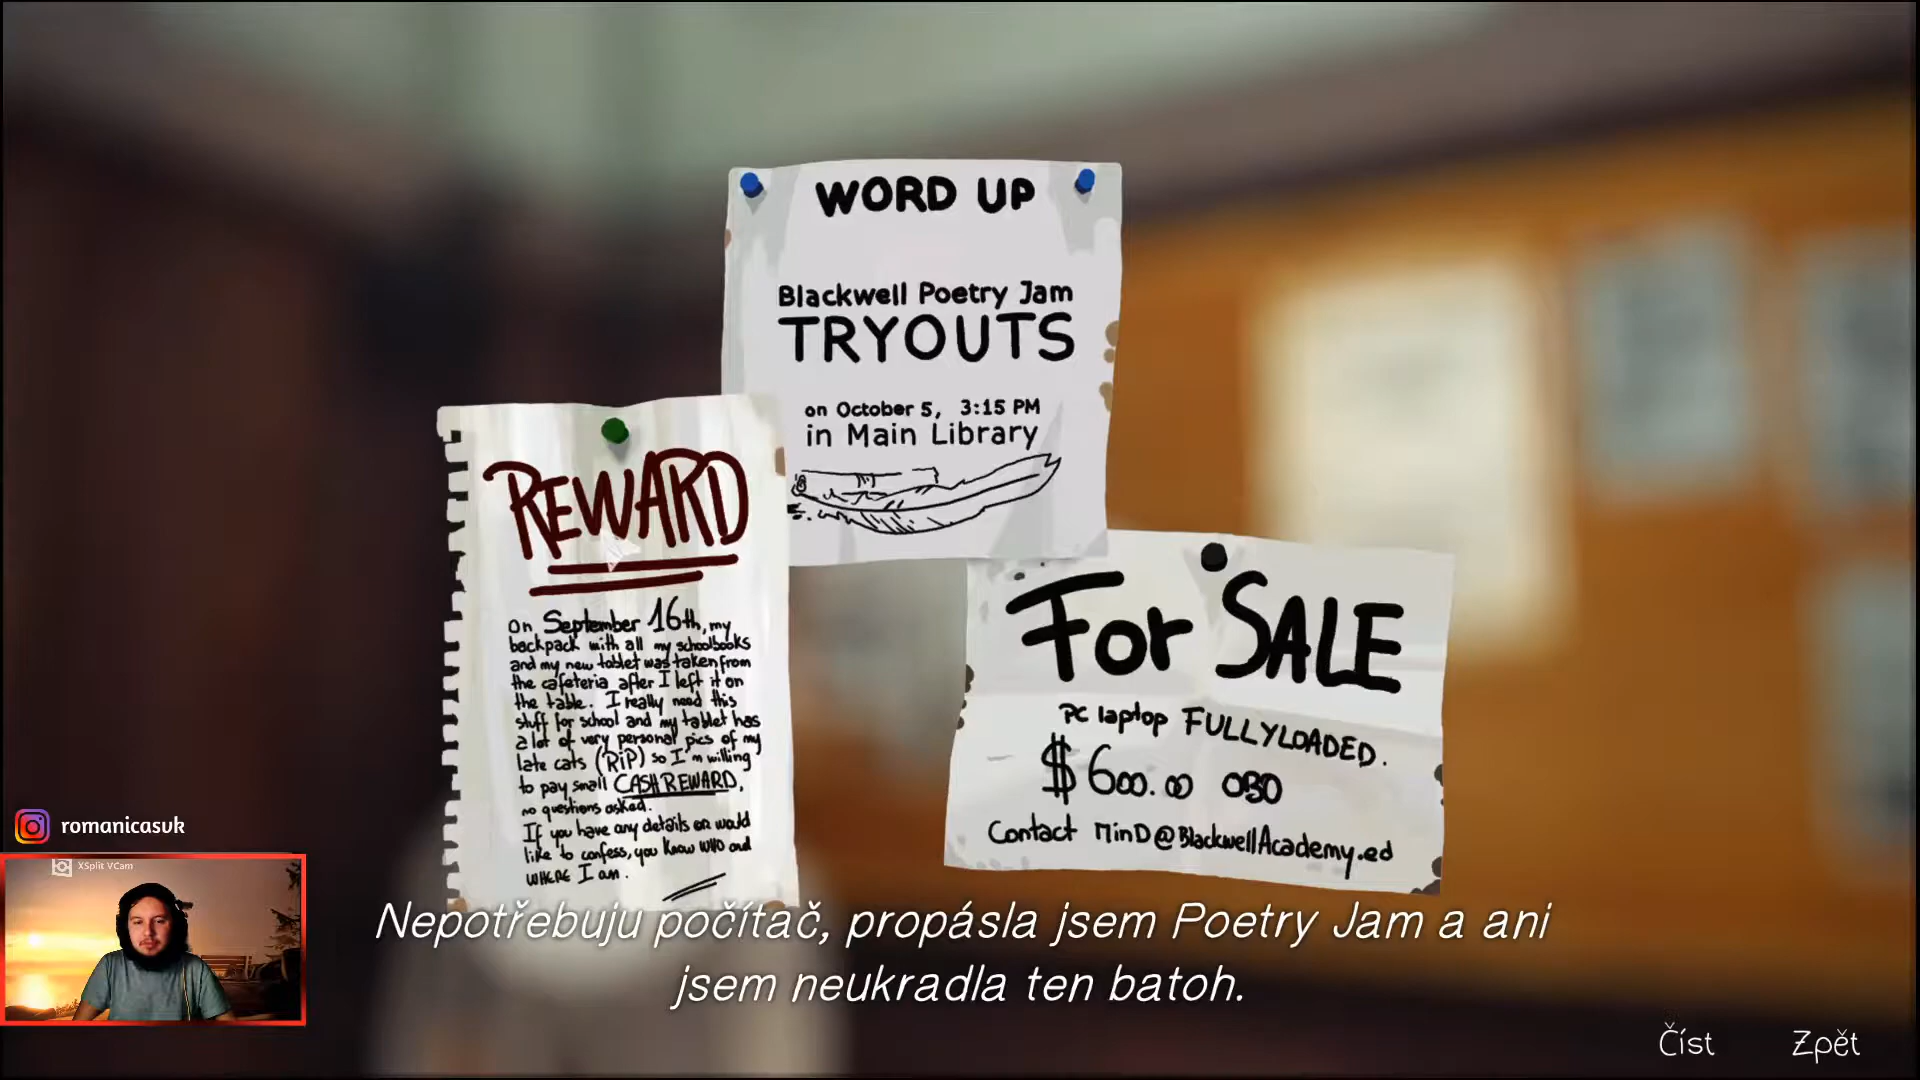 WORD UP
Blackwell Poetry Jam
TRYOUTS
on October 5, 3:15 PM
in Main Library
REWARD
On September 16th, my
backpack with all my schoolbooks
and my new tablet was taken from
the cafeteria after I left it on
the table. I really need this
stuff for school and my tablet has
a lot of very personal pics of my
late cats (RiP) so I'm willing
to pay small CASH REWARD,
no questions asked.
If you have any details or would
like to confess, you know WHO and
WHERE I am.
For SALE
PC laptop FULLYLOADED.
$600.00 OBO
Contact MinD@BlackwellAcademy.ed
romanicasuk
XSplit VCam
Nepotřebuju počítač, propásla jsem Poetry Jam a ani
jsem neukradla ten batoh.
Číst Zpět